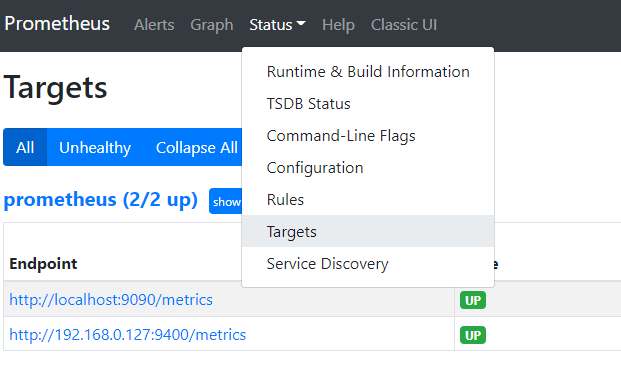 Prometheus Alerts Graph Status Help Classic UI
Targets
Runtime & Build Information
TSDB Status
Command-Line Flags
Configuration
Rules
Targets
Service Discovery
All Unhealthy Collapse All
prometheus (2/2 up) show
Endpoint
http://localhost:9090/metrics UP
http://192.168.0.127:9400/metrics UP